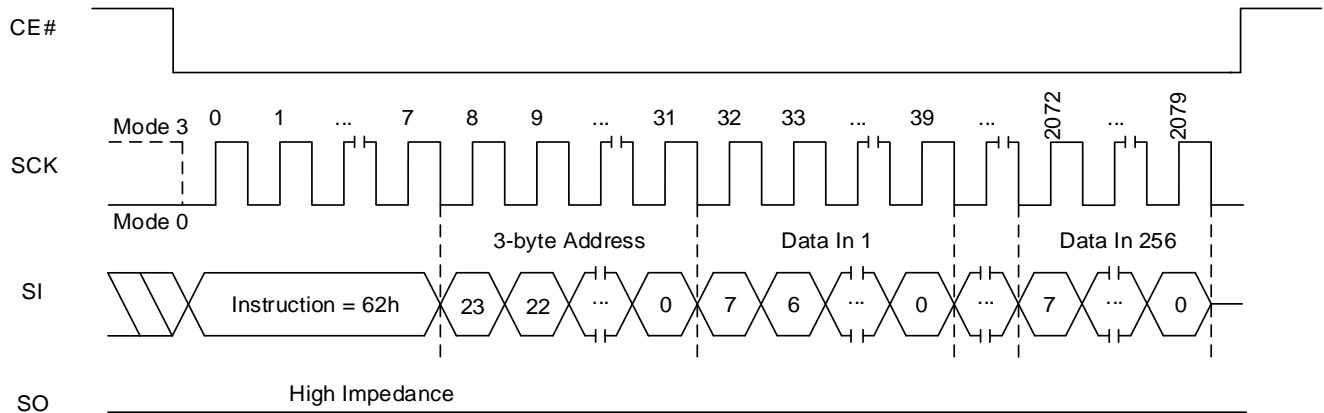 CE#
0 1 ... 7 8 9 ... 31 32 33 ... 39 ... 2072 ... 2079
Mode 3
SCK
Mode 0
3-byte Address Data In 1 Data In 256
SI Instruction = 62h 23 22 ... 0 7 6 ... 0 ... 7 ... 0
High Impedance
SO